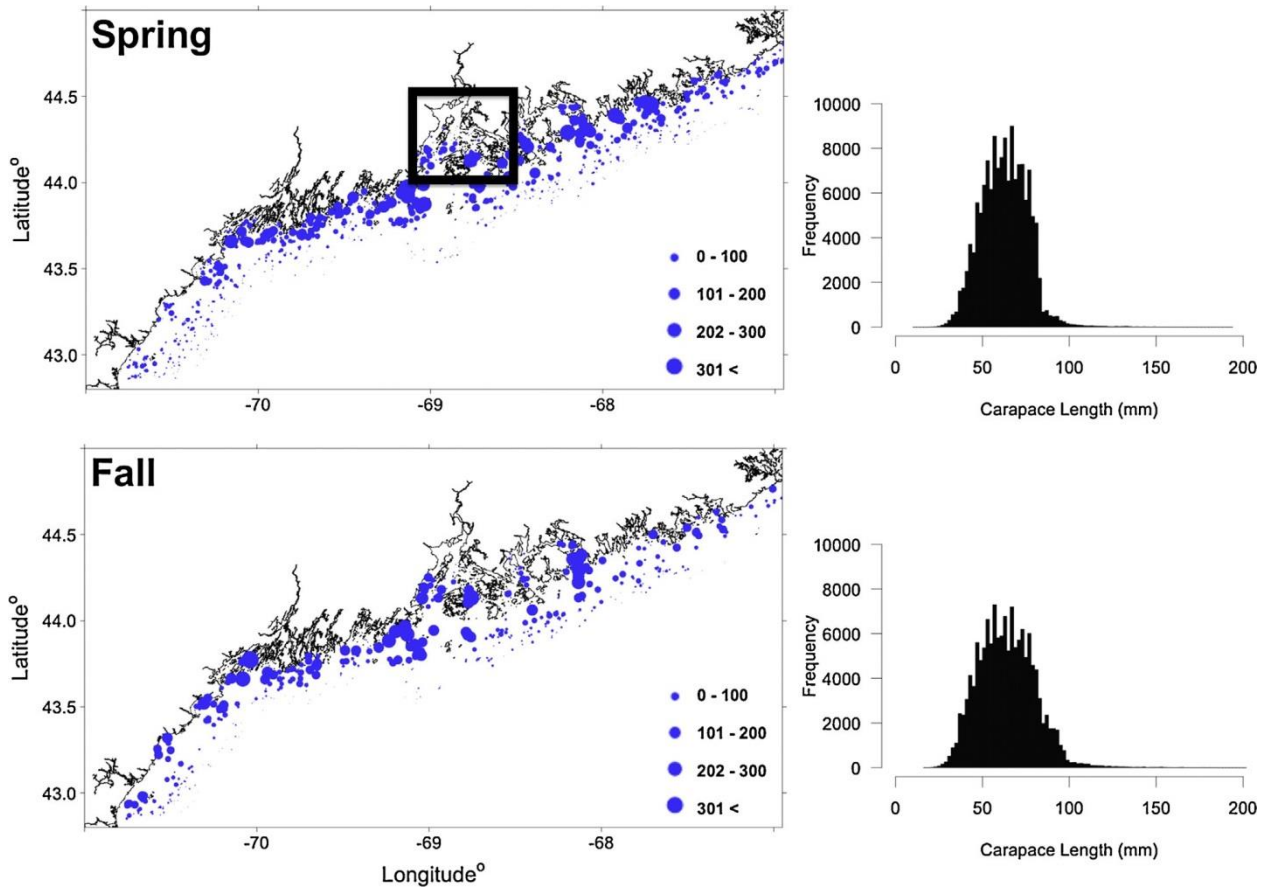 Spring
Latitude°
44.5
44.0
43.5
43.0
-70
-69
-68
0 - 100
101 - 200
202 - 300
301 <
Frequency
10000
8000
6000
4000
2000
0
0
50
100
150
200
Carapace Length (mm)
Fall
Latitude°
44.5
44.0
43.5
43.0
-70
-69
-68
Longitude°
0 - 100
101 - 200
202 - 300
301 <
Frequency
10000
8000
6000
4000
2000
0
0
50
100
150
200
Carapace Length (mm)